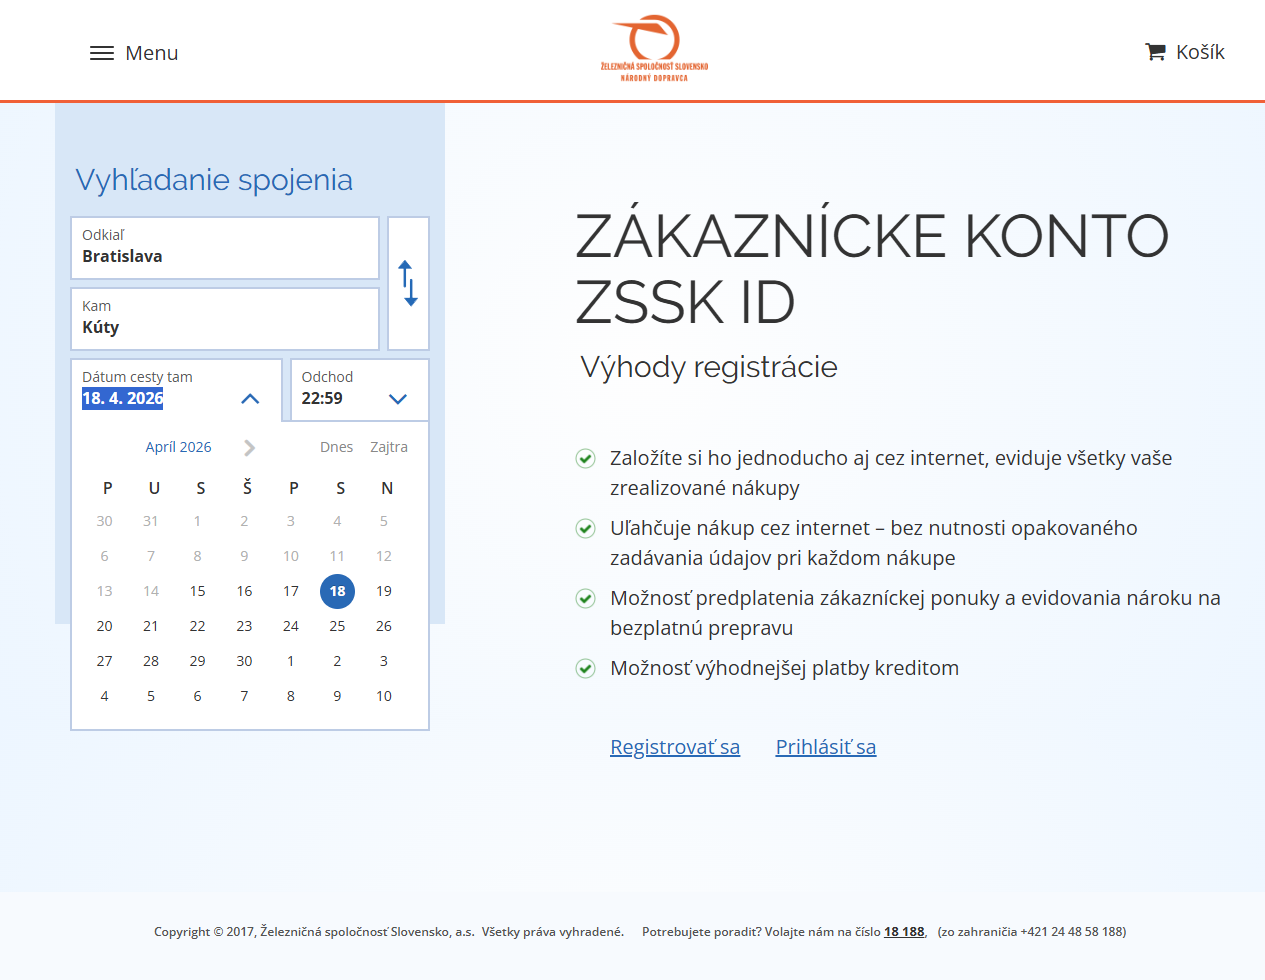 Menu
ŽELEZNIČNÁ SPOLOČNOSŤ SLOVENSKO
NÁRODNÝ DOPRAVCA
Košík
Vyhľadanie spojenia
Odkiaľ
Bratislava
Kam
Kúty
Dátum cesty tam
18. 4. 2026
Odchod
22:59
Apríl 2026
Dnes Zajtra
P U S Š P S N
30 31 1 2 3 4 5
6 7 8 9 10 11 12
13 14 15 16 17 18 19
20 21 22 23 24 25 26
27 28 29 30 1 2 3
4 5 6 7 8 9 10
ZÁKAZNÍCKE KONTO
ZSSK ID
Výhody registrácie
Založíte si ho jednoducho aj cez internet, eviduje všetky vaše
zrealizované nákupy
Uľahčuje nákup cez internet – bez nutnosti opakovaného
zadávania údajov pri každom nákupe
Možnosť predplatenia zákazníckej ponuky a evidovania nároku na
bezplatnú prepravu
Možnosť výhodnejšej platby kreditom
Registrovať sa Prihlásiť sa
Copyright © 2017, Železničná spoločnosť Slovensko, a.s. Všetky práva vyhradené. Potrebujete poradiť? Volajte nám na číslo 18 188, (zo zahraničia +421 24 48 58 188)